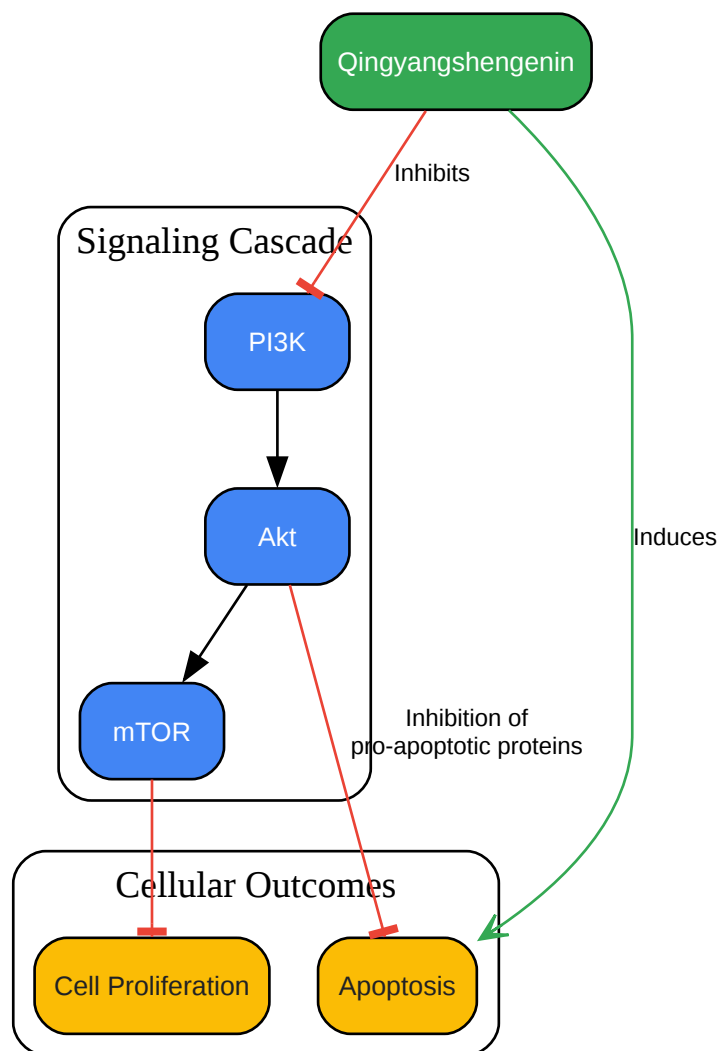 Qingyangshengenin
Inhibits
Signaling Cascade
PI3K
Akt
Induces
mTOR
Inhibition of
pro-apoptotic proteins
Cellular Outcomes
Cell Proliferation
Apoptosis